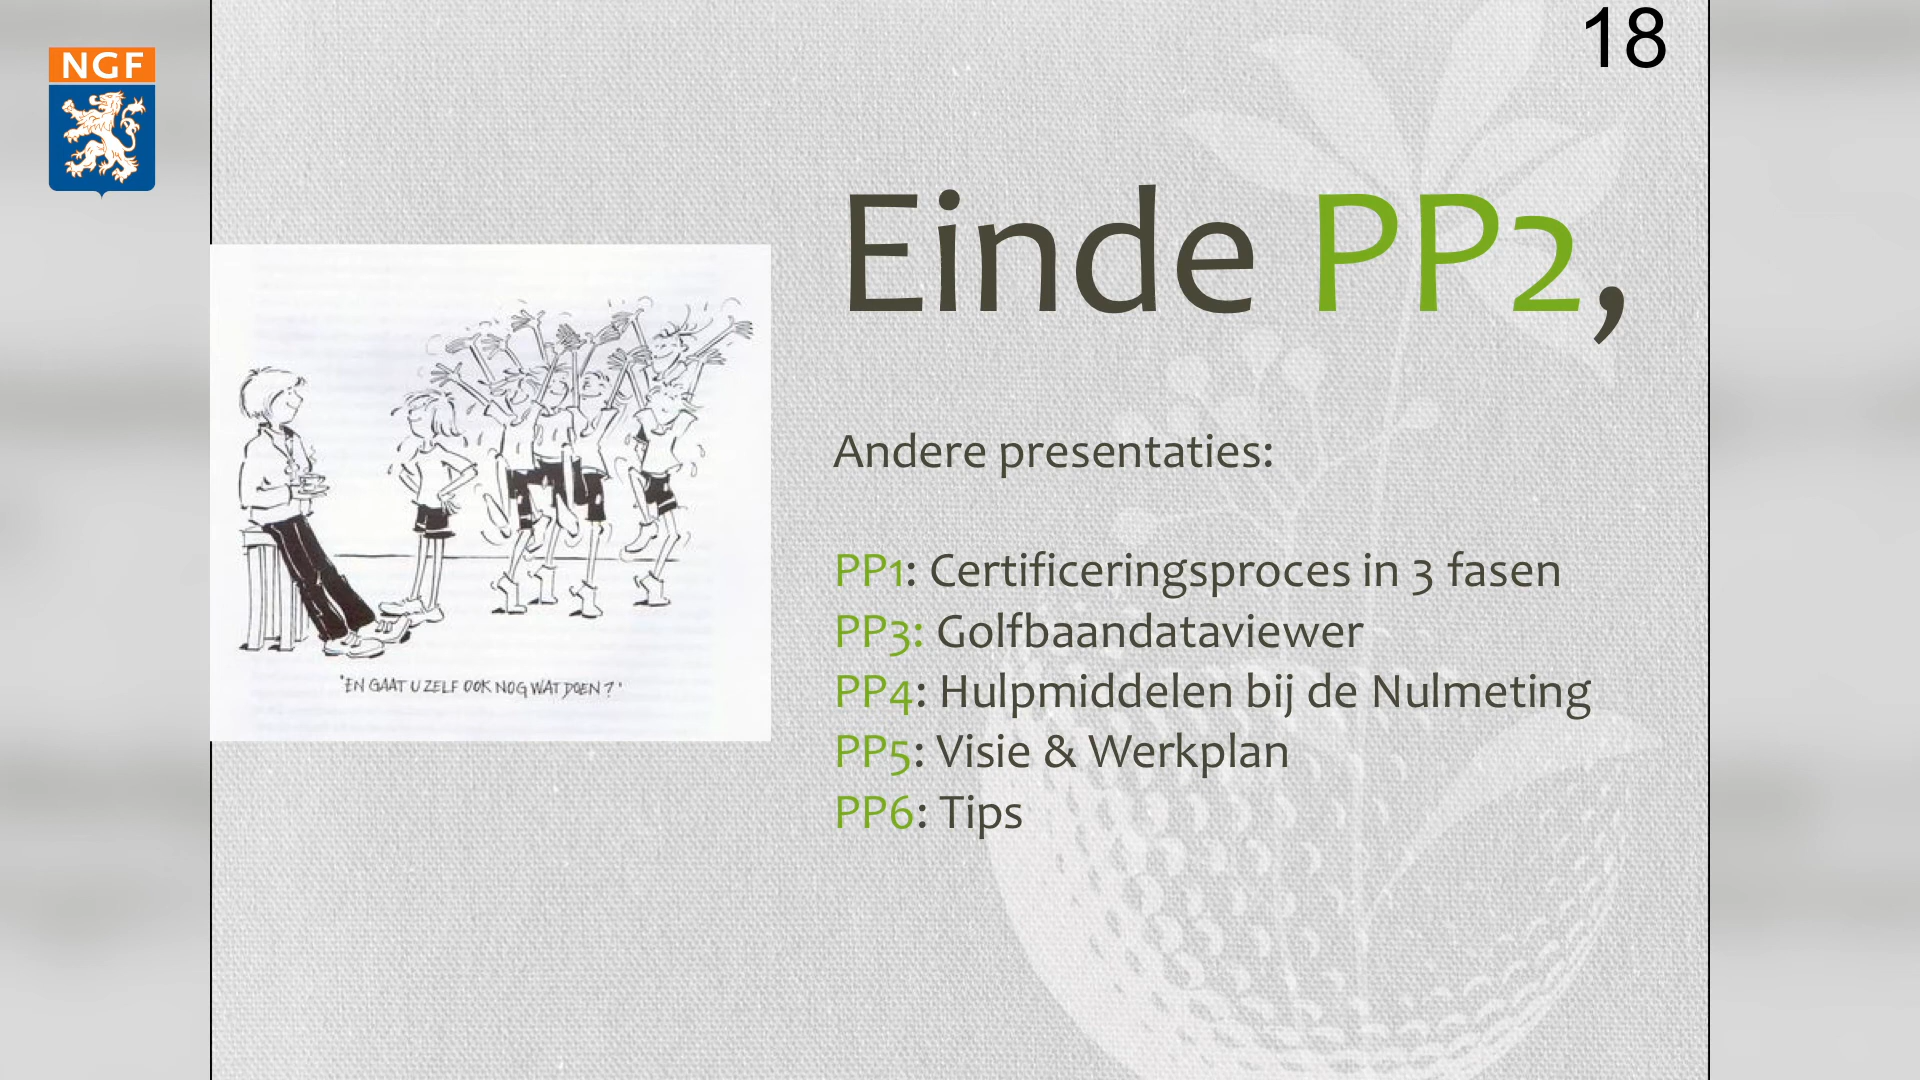 NGF
18
Einde PP2,
Andere presentaties:
PP1: Certificeringsproces in 3 fasen
PP3: Golfbaandataviewer
PP4: Hulpmiddelen bij de Nulmeting
PP5: Visie & Werkplan
PP6: Tips
'EN GAAT U ZELF OOK NOG WAT DOEN?'